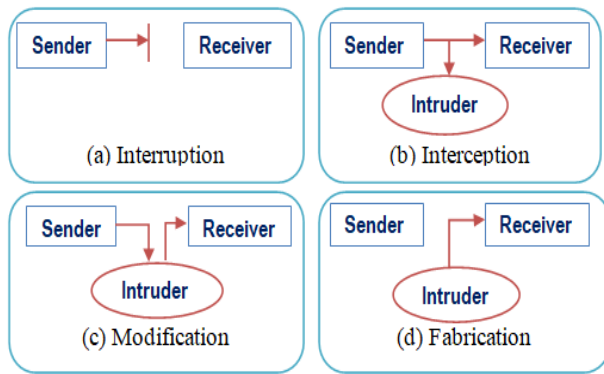 Sender Receiver
(a) Interruption
Sender Receiver
Intruder
(b) Interception
Sender Receiver
Intruder
(c) Modification
Sender Receiver
Intruder
(d) Fabrication